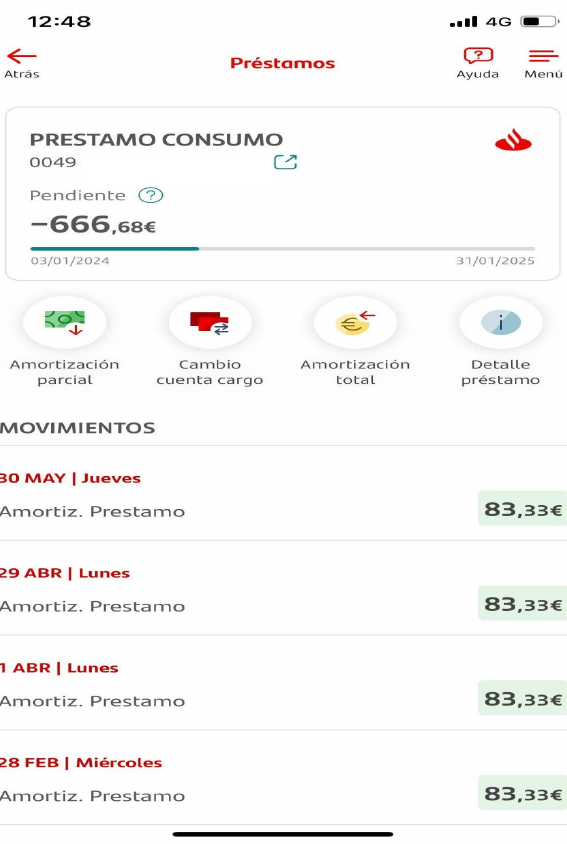 12:48
4G
Atrás
Préstamos
Ayuda
Menú
PRESTAMO CONSUMO
0049
Pendiente ?
-666,68€
03/01/2024 31/01/2025
Amortización parcial
Cambio cuenta cargo
Amortización total
Detalle préstamo
MOVIMIENTOS
30 MAY | Jueves
Amortiz. Prestamo 83,33€
29 ABR | Lunes
Amortiz. Prestamo 83,33€
1 ABR | Lunes
Amortiz. Prestamo 83,33€
28 FEB | Miércoles
Amortiz. Prestamo 83,33€